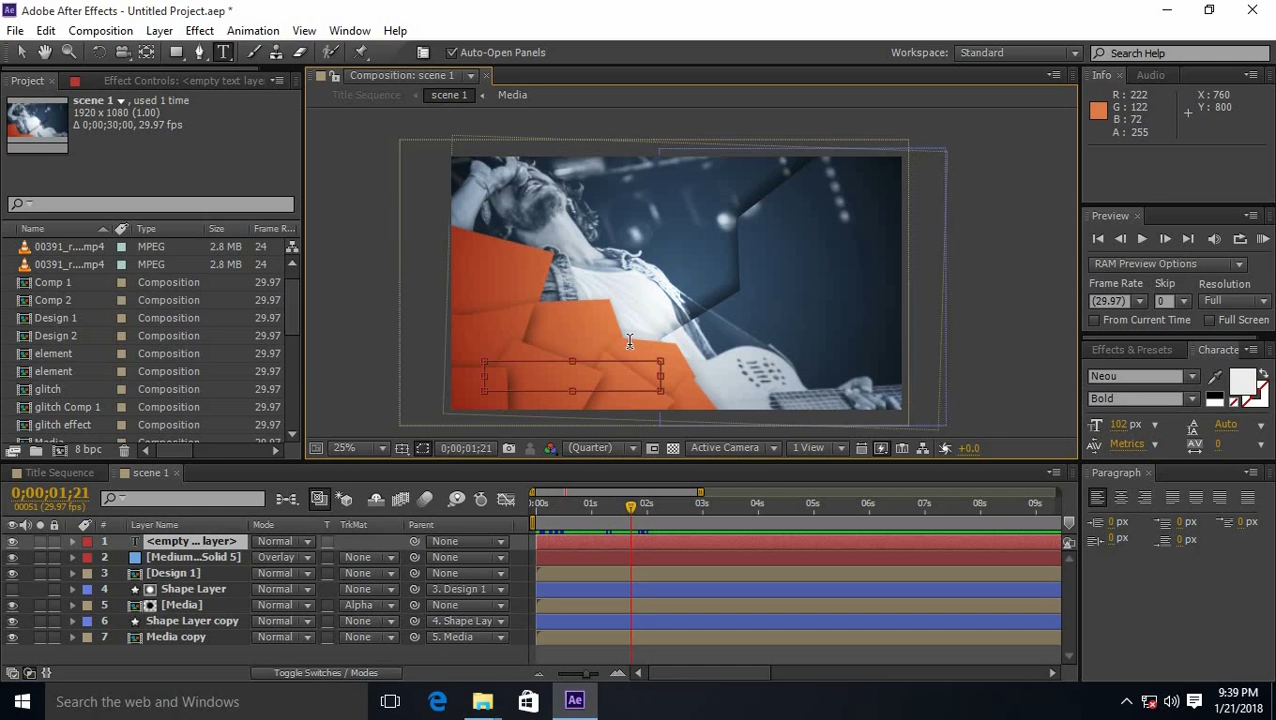 Adobe After Effects - Untitled Project.aep *
File Edit Composition Layer Effect Animation View Window Help
Auto-Open Panels Workspace: Standard Search Help
Project Effect Controls: <empty text laye
scene 1 , used 1 time
1920 x 1080 (1.00)
Δ 0;00;30;00, 29.97 fps
Name Type Size Frame R...
00391_r....mp4 MPEG 2.8 MB 24
00391_r....mp4 MPEG 2.8 MB 24
Comp 1 Composition 29.97
Comp 2 Composition 29.97
Design 1 Composition 29.97
Design 2 Composition 29.97
element Composition 29.97
element Composition 29.97
glitch Composition 29.97
glitch Comp 1 Composition 29.97
glitch effect Composition 29.97
Media Composition 29.97
8 bpc
Composition: scene 1
Title Sequence scene 1 Media
25% 0;00;01;21 (Quarter) Active Camera 1 View +0.0
Info Audio
R: 222 X: 760
G: 122 Y: 800
B: 72
A: 255
Preview
RAM Preview Options
Frame Rate Skip Resolution
(29.97) 0 Full
From Current Time Full Screen
Effects & Presets Characte
Neou
Bold
102 px Auto
Metrics 0
Paragraph
0 px 0 px 0 px
0 px 0 px
Title Sequence scene 1
0;00;01;21
00051 (29.97 fps)
# Layer Name Mode T TrkMat Parent
1 T <empty ... layer> Normal None
2 [Medium...Solid 5] Overlay None None
3 [Design 1] Normal None None
4 Shape Layer Normal None 3. Design 1
5 [Media] Normal Alpha None
6 Shape Layer copy Normal None 4. Shape Lay
7 Media copy Normal None 5. Media
Toggle Switches / Modes
):00s 01s 02s 03s 04s 05s 06s 07s 08s 09s
Search the web and Windows
Ae
9:39 PM
1/21/2018